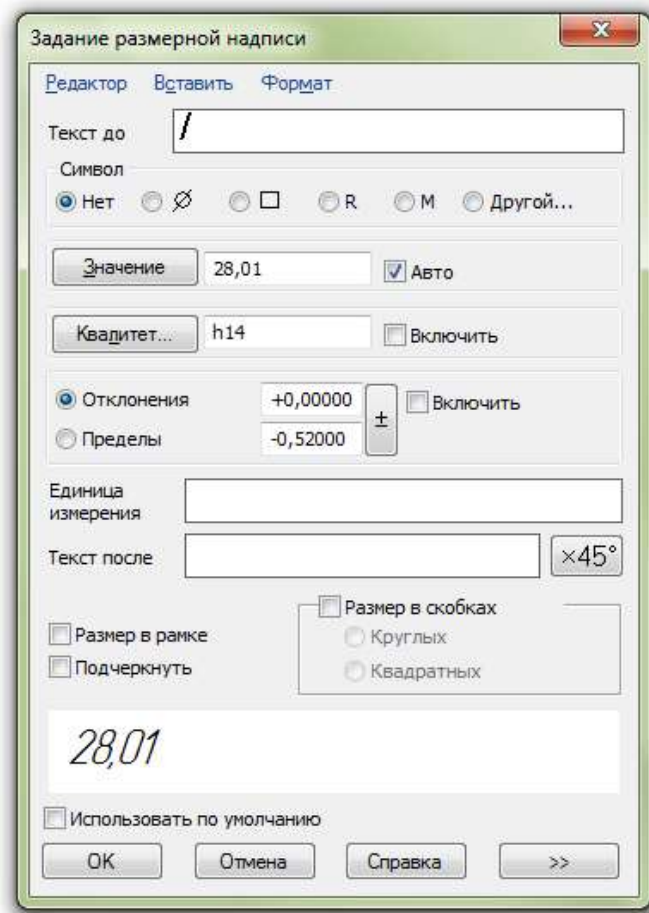 Задание размерной надписи
Редактор Вставить Формат
Текст до
Символ
Нет Ø □ R M Другой...
Значение 28,01 Авто
Квалитет... h14 Включить
Отклонения +0,00000 ± Включить
Пределы -0,52000
Единица
измерения
Текст после ×45°
Размер в скобках
Размер в рамке Круглых
Подчеркнуть Квадратных
28,01
Использовать по умолчанию
OK Отмена Справка >>